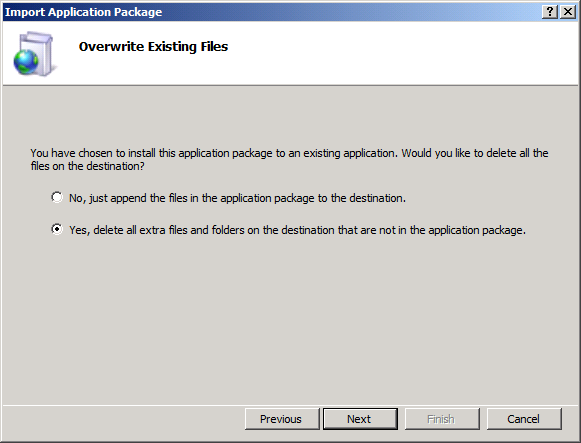 Import Application Package
Overwrite Existing Files
You have chosen to install this application package to an existing application. Would you like to delete all the
files on the destination?
No, just append the files in the application package to the destination.
Yes, delete all extra files and folders on the destination that are not in the application package.
Previous Next Finish Cancel